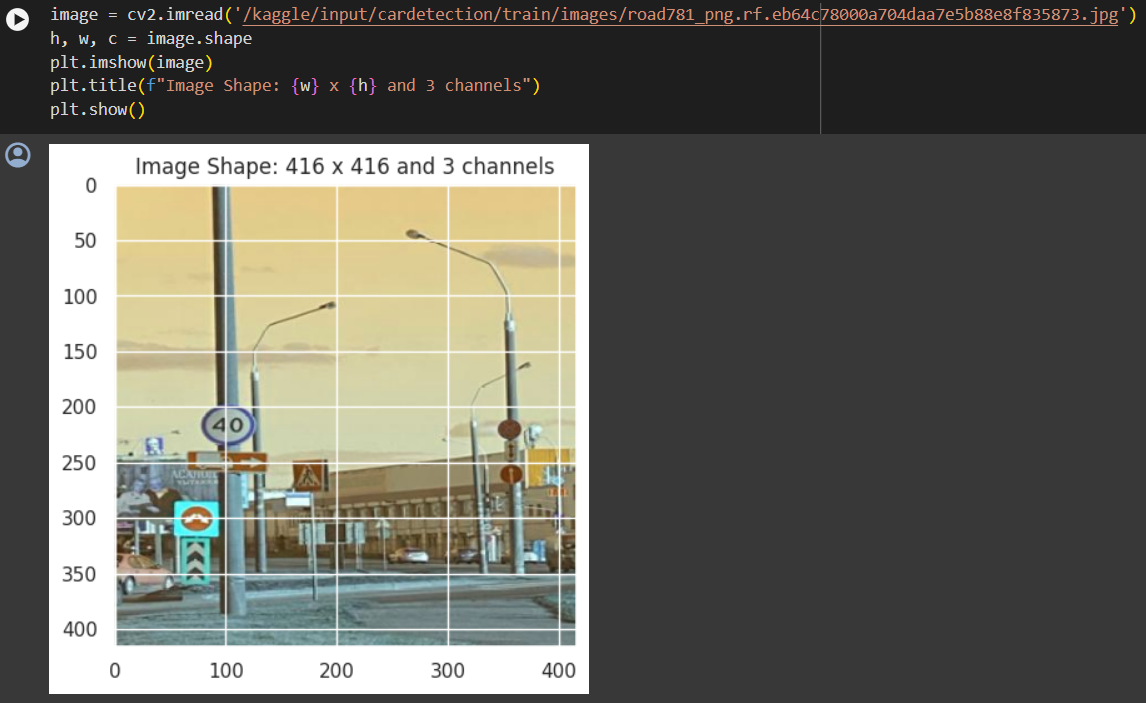 image = cv2.imread('/kaggle/input/cardetection/train/images/road781_png.rf.eb64c78000a704daa7e5b88e8f835873.jpg')
h, w, c = image.shape
plt.imshow(image)
plt.title(f"Image Shape: {w} x {h} and 3 channels")
plt.show()
Image Shape: 416 x 416 and 3 channels
0
50
100
150
200
250
300
350
400
40
0 100 200 300 400